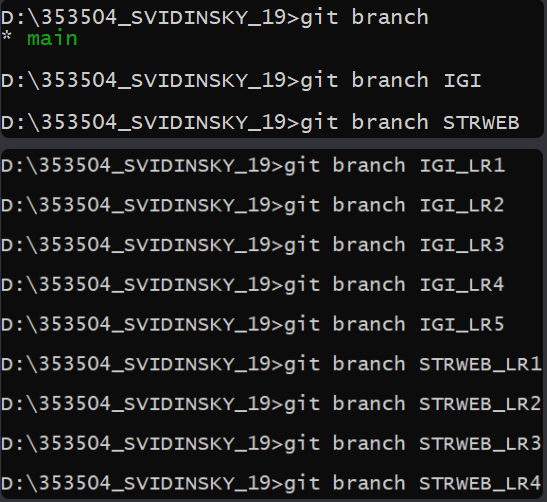 D:\353504_SVIDINSKY_19>git branch
* main
D:\353504_SVIDINSKY_19>git branch IGI
D:\353504_SVIDINSKY_19>git branch STRWEB
D:\353504_SVIDINSKY_19>git branch IGI_LR1
D:\353504_SVIDINSKY_19>git branch IGI_LR2
D:\353504_SVIDINSKY_19>git branch IGI_LR3
D:\353504_SVIDINSKY_19>git branch IGI_LR4
D:\353504_SVIDINSKY_19>git branch IGI_LR5
D:\353504_SVIDINSKY_19>git branch STRWEB_LR1
D:\353504_SVIDINSKY_19>git branch STRWEB_LR2
D:\353504_SVIDINSKY_19>git branch STRWEB_LR3
D:\353504_SVIDINSKY_19>git branch STRWEB_LR4